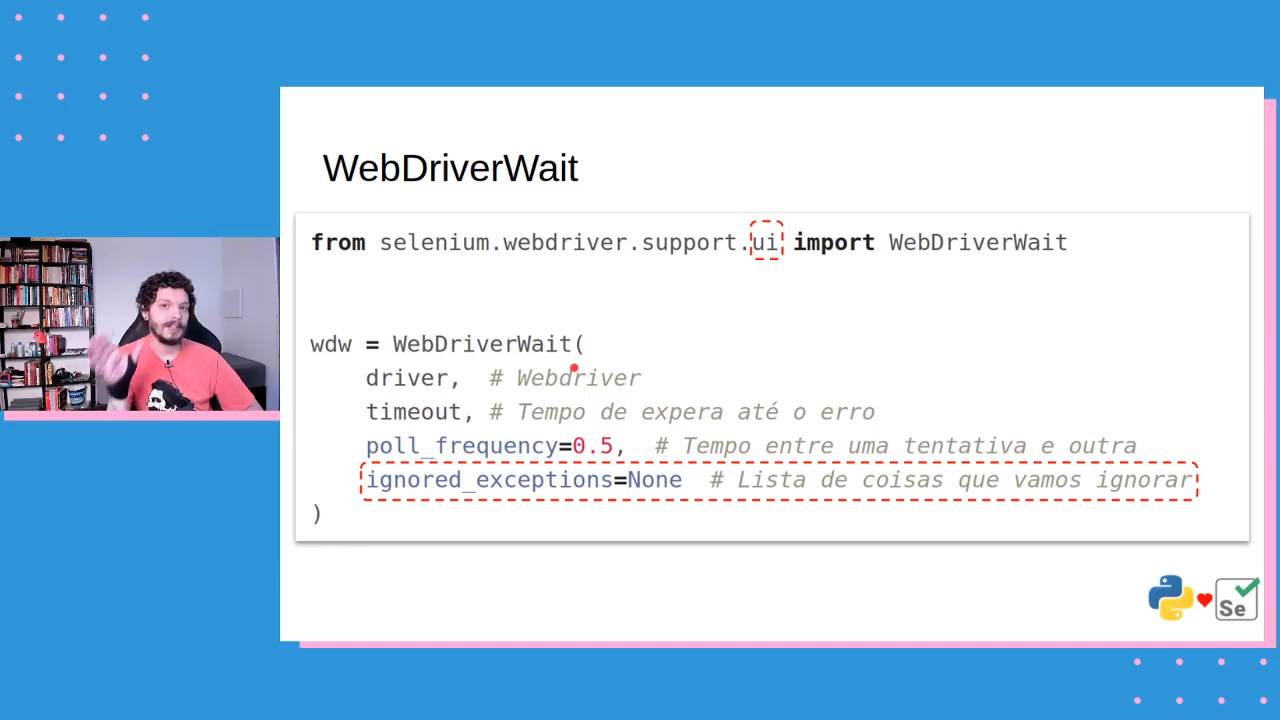 WebDriverWait
from selenium.webdriver.support.ui import WebDriverWait
wdw = WebDriverWait(
driver, # Webdriver
timeout, # Tempo de expera até o erro
poll_frequency=0.5, # Tempo entre uma tentativa e outra
ignored_exceptions=None # Lista de coisas que vamos ignorar
)
Se